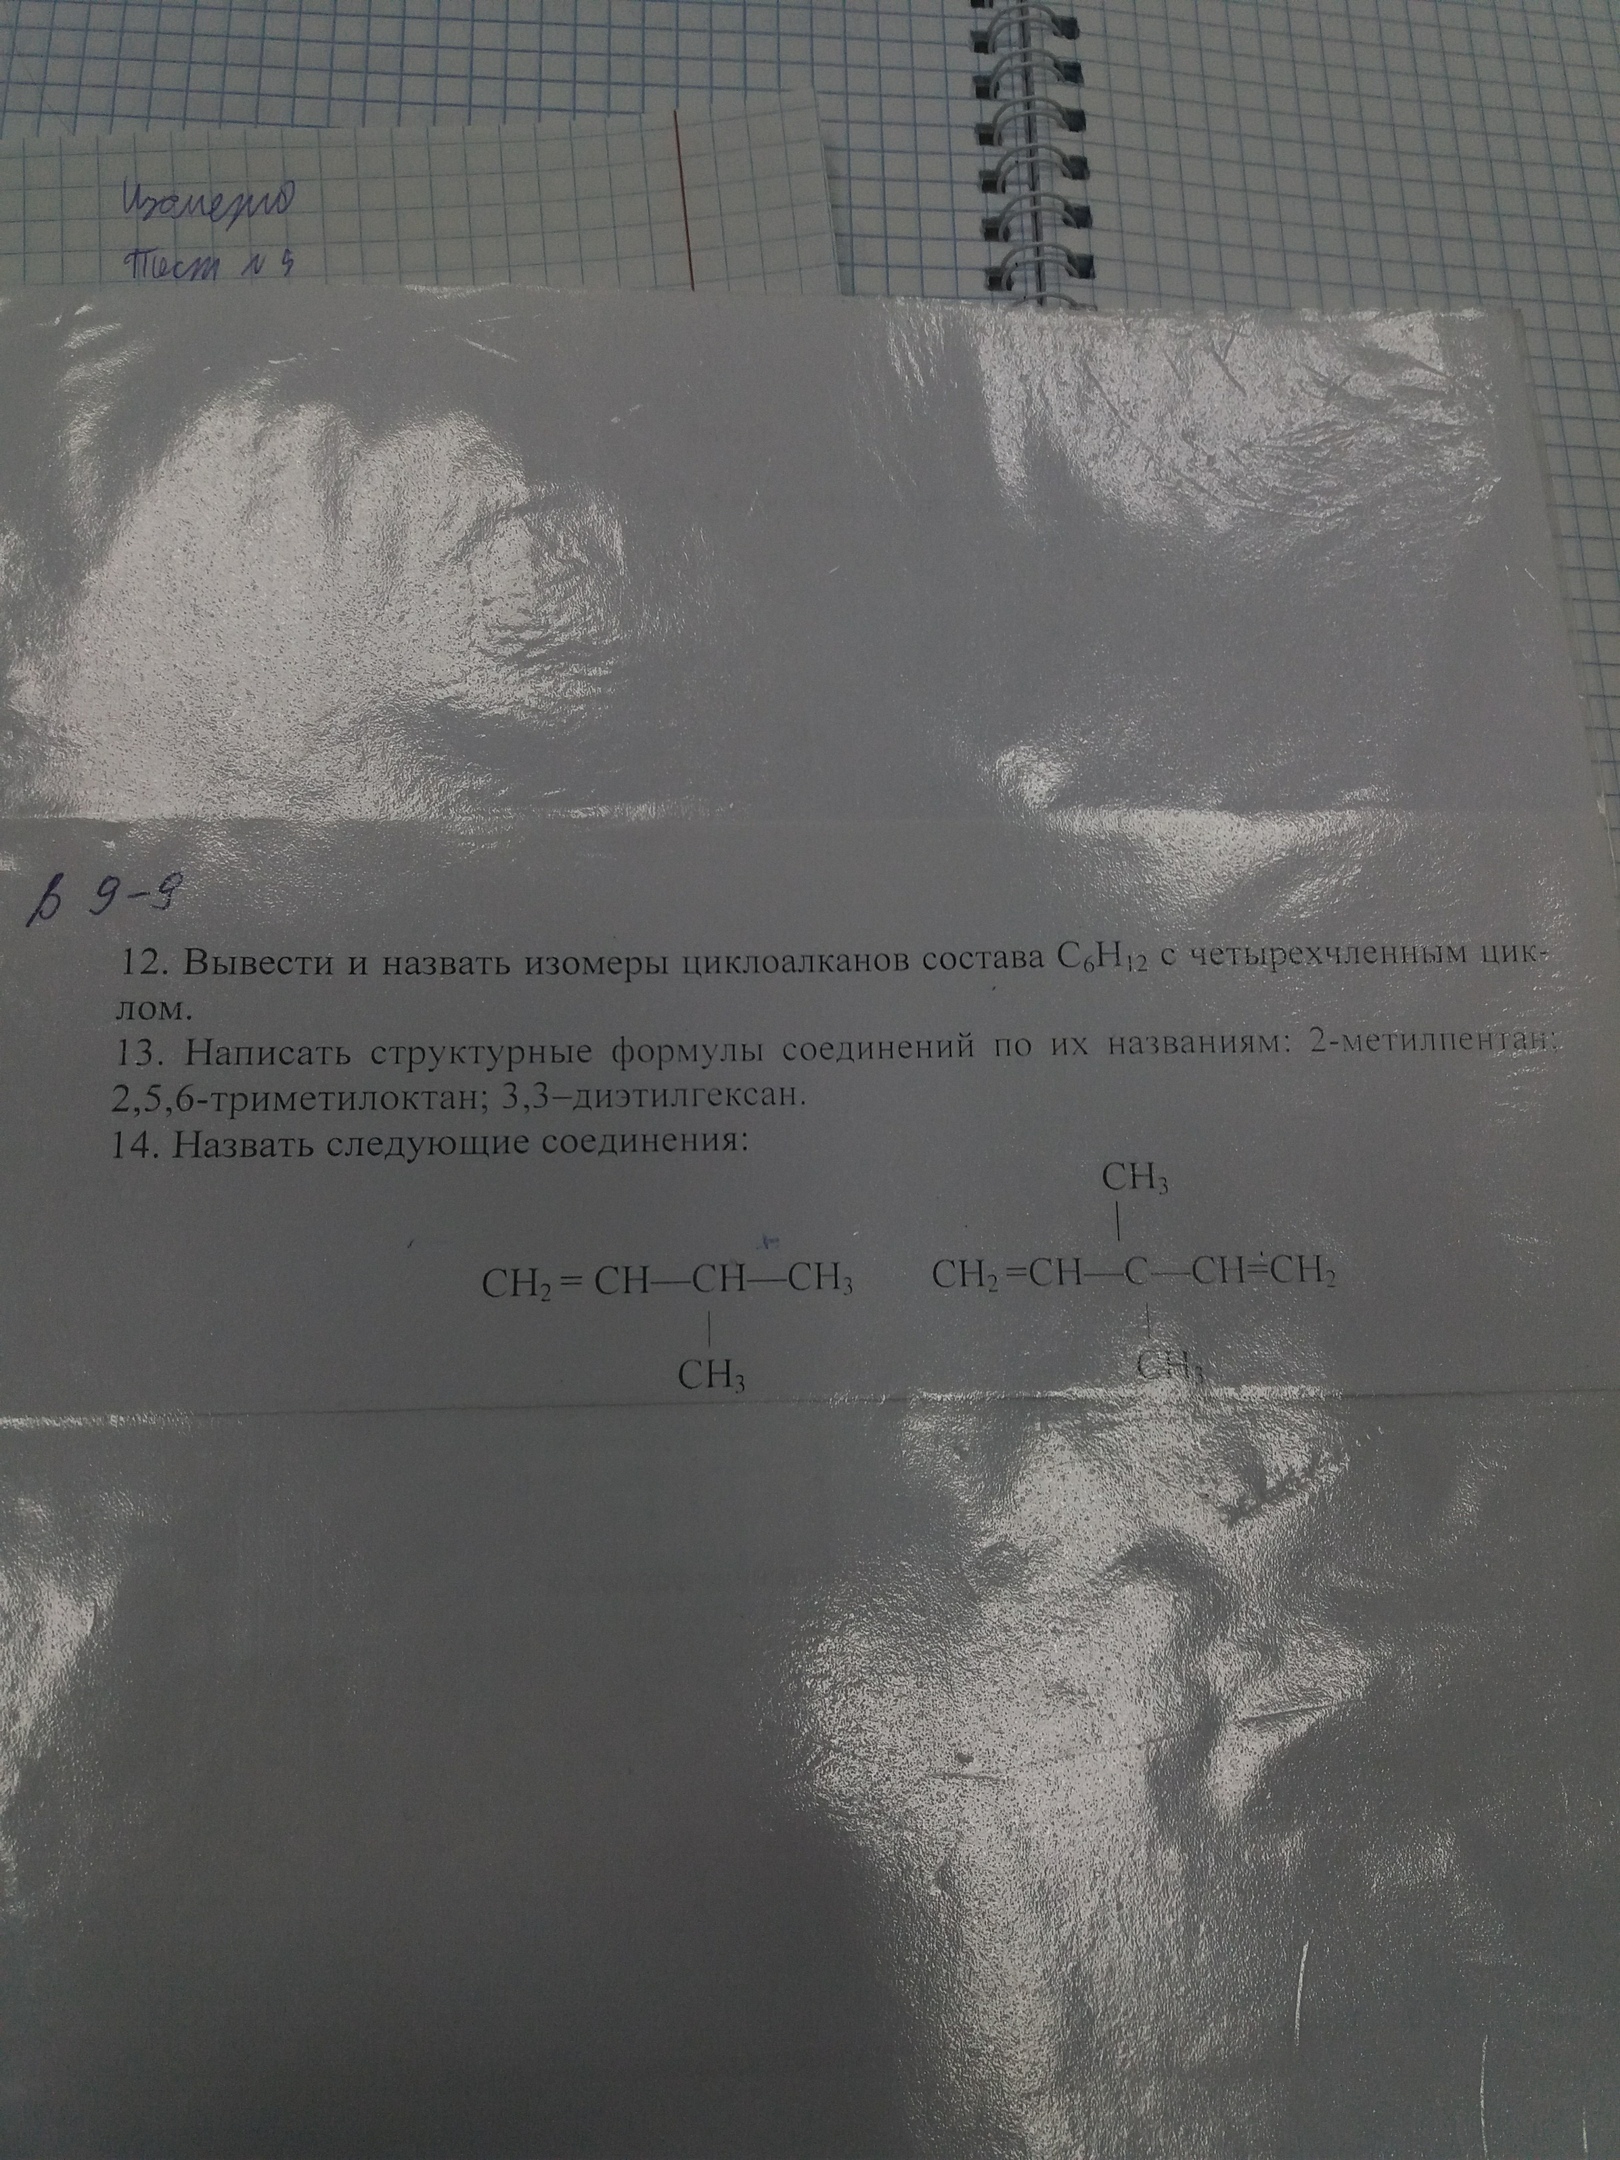 Изомерия
Тест N 9
В 9-9
12. Вывести и назвать изомеры циклоалканов состава C₆H₁₂ с четырехчленным цик-
лом.
13. Написать структурные формулы соединений по их названиям: 2-метилпентан;
2,5,6-триметилоктан; 3,3–диэтилгексан.
14. Назвать следующие соединения:
CH₃
CH₂ = CH—CH—CH₃ CH₂ =CH—C—CH=CH₂
CH₃ CH₃